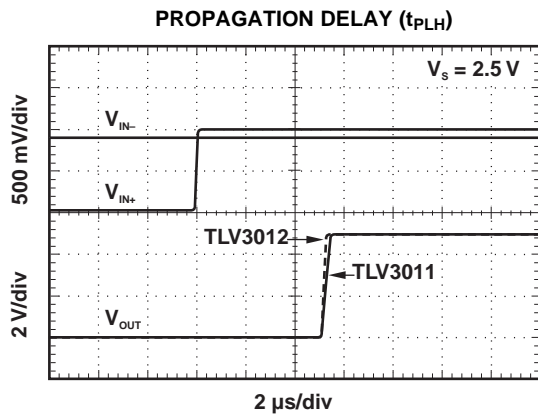 PROPAGATION DELAY (tPLH)
VS = 2.5 V
500 mV/div
VIN–
VIN+
TLV3012
TLV3011
2 V/div
VOUT
2 µs/div